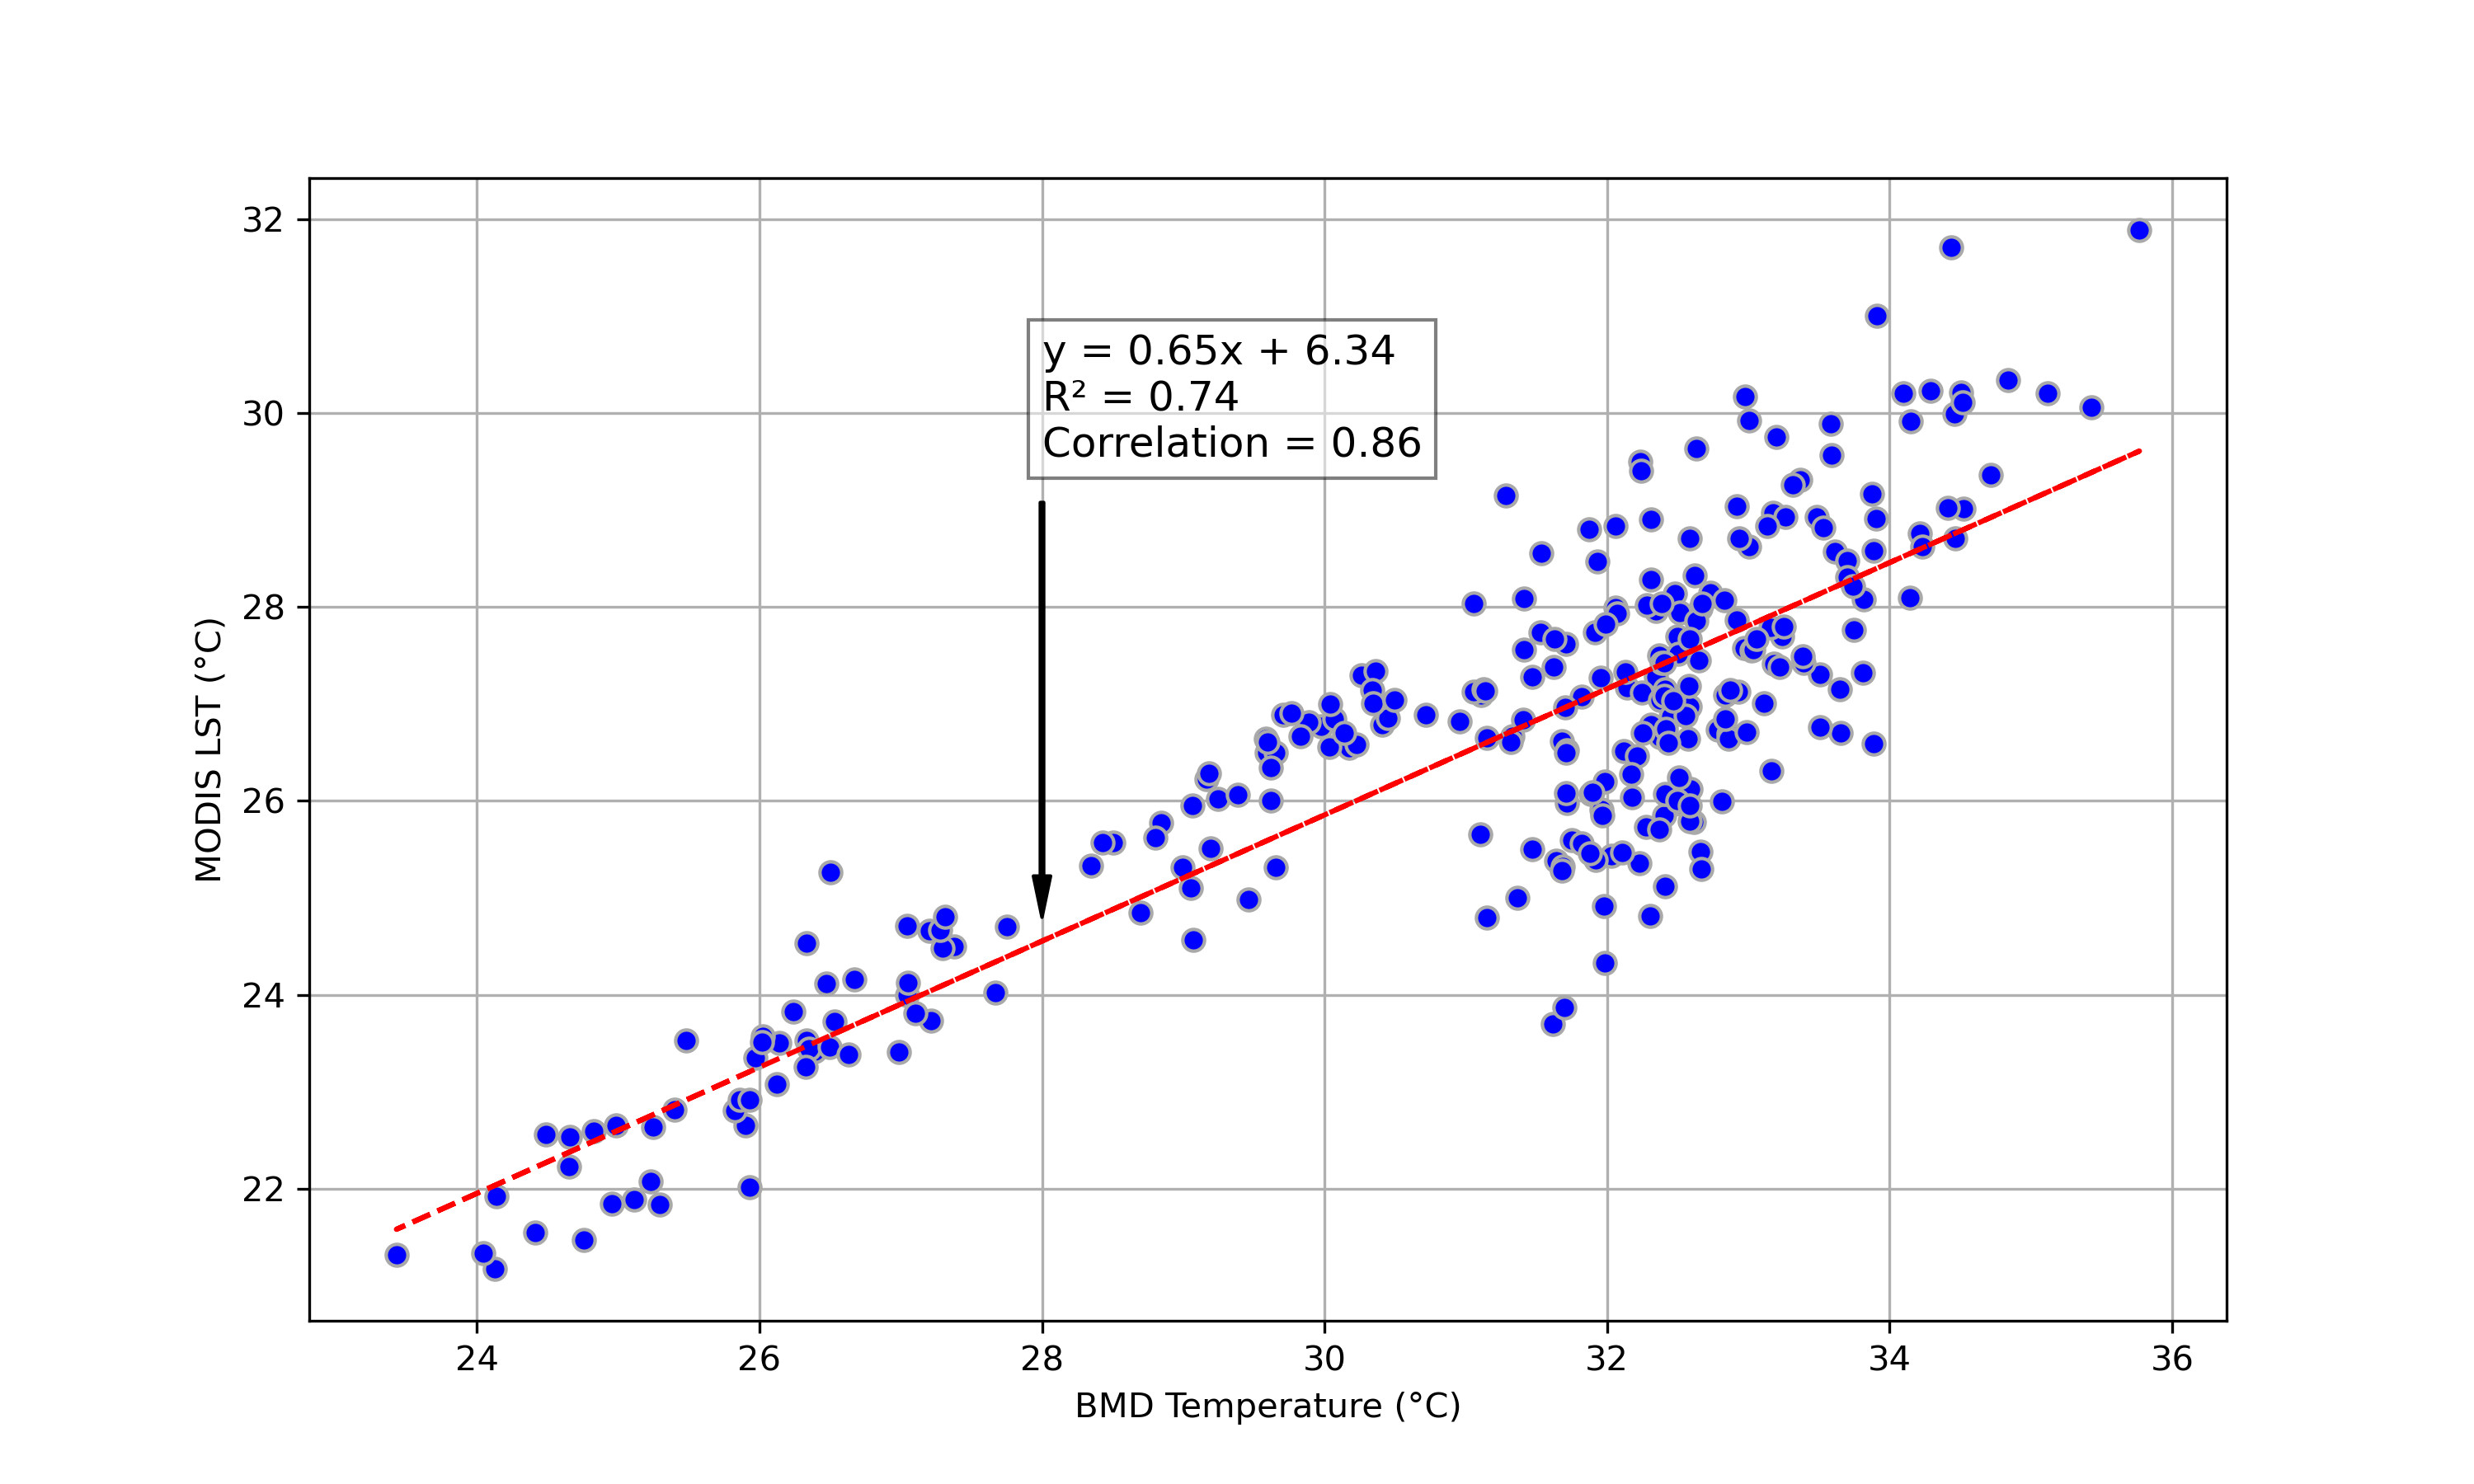 32
30
28
26
24
22
MODIS LST (°C)
y = 0.65x + 6.34
R² = 0.74
Correlation = 0.86
24 26 28 30 32 34 36
BMD Temperature (°C)